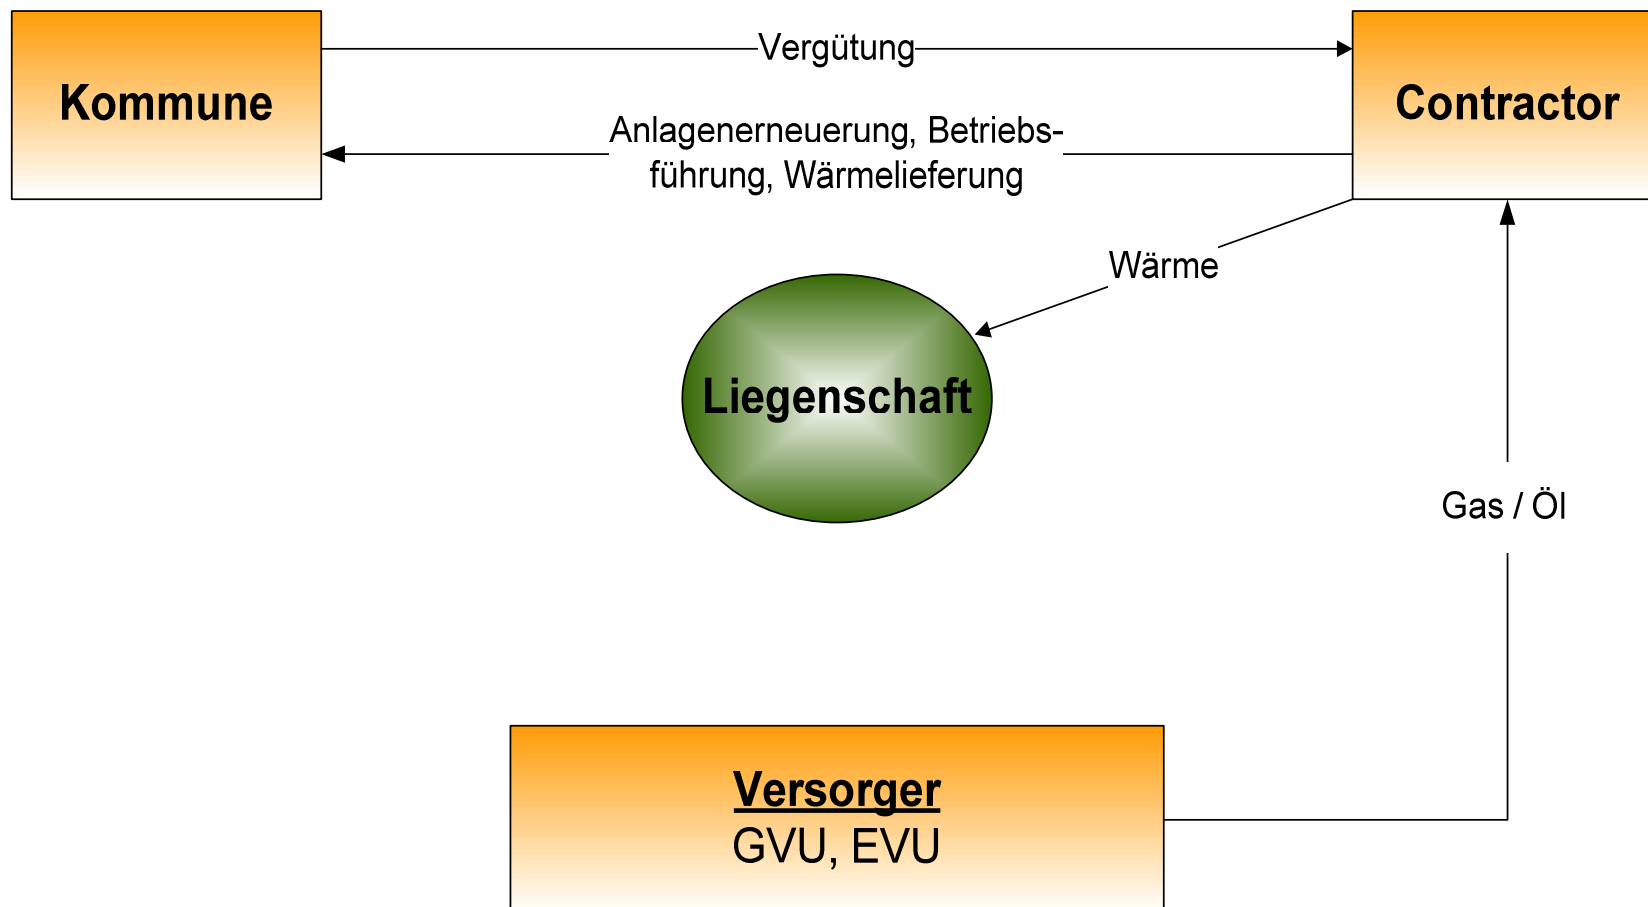 Kommune
Vergütung
Contractor
Anlagenerneuerung, Betriebs-
führung, Wärmelieferung
Wärme
Liegenschaft
Gas / Öl
Versorger
GVU, EVU